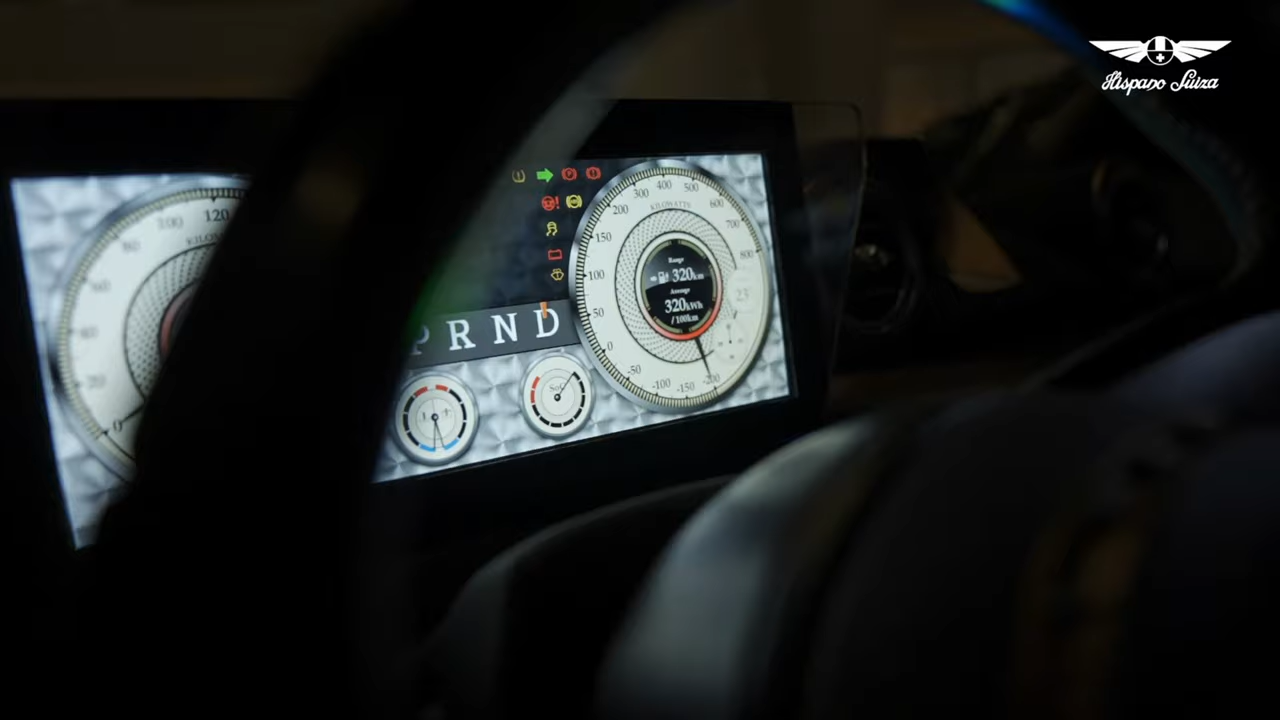 Hispano Suiza
120
100
80
60
40
20
0
P R N D
SoC
KILOWATTS
800
700
600
500
400
300
200
150
100
50
0
-50
-100
-150
-200
Range
320km
Average
320kWh
/100km